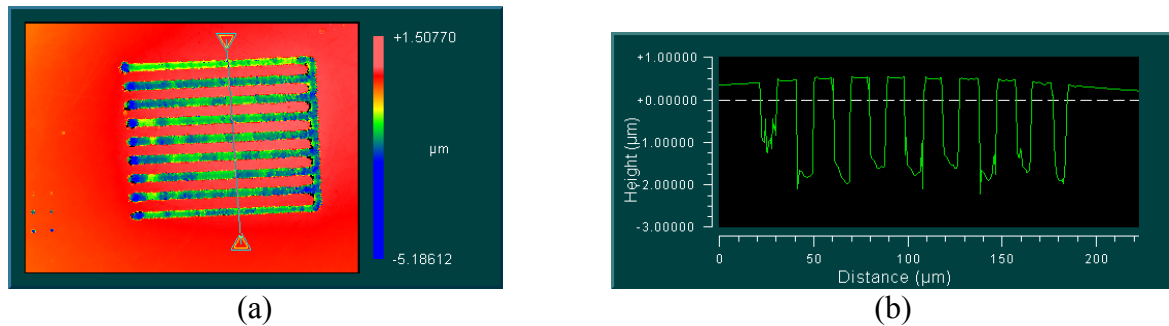 +1.50770
µm
-5.18612
(a)
+1.00000
+0.00000
-1.00000
-2.00000
-3.00000
Height (µm)
0 50 100 150 200
Distance (µm)
(b)